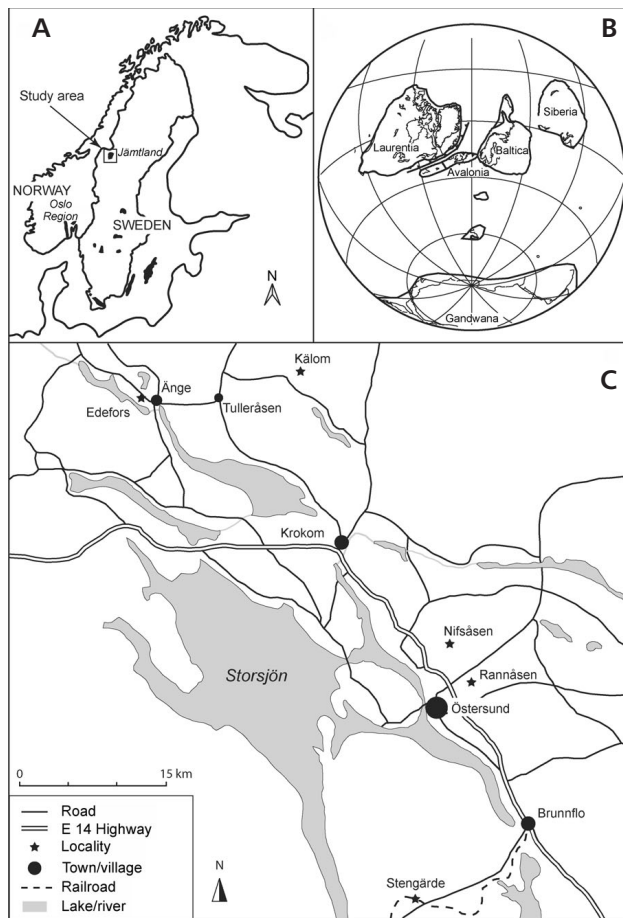 A
Study area
Jämtland
NORWAY
Oslo
Region
SWEDEN
N
B
Siberia
Laurentia
Baltica
Avalonia
Gandwana
C
Kälom
Änge
Edefors
Tulleråsen
Krokom
Nifsåsen
Storsjön
Rannåsen
Östersund
0 15 km
Brunnflo
Road
E 14 Highway
Locality
Town/village
Railroad
Lake/river
N
Stengärde